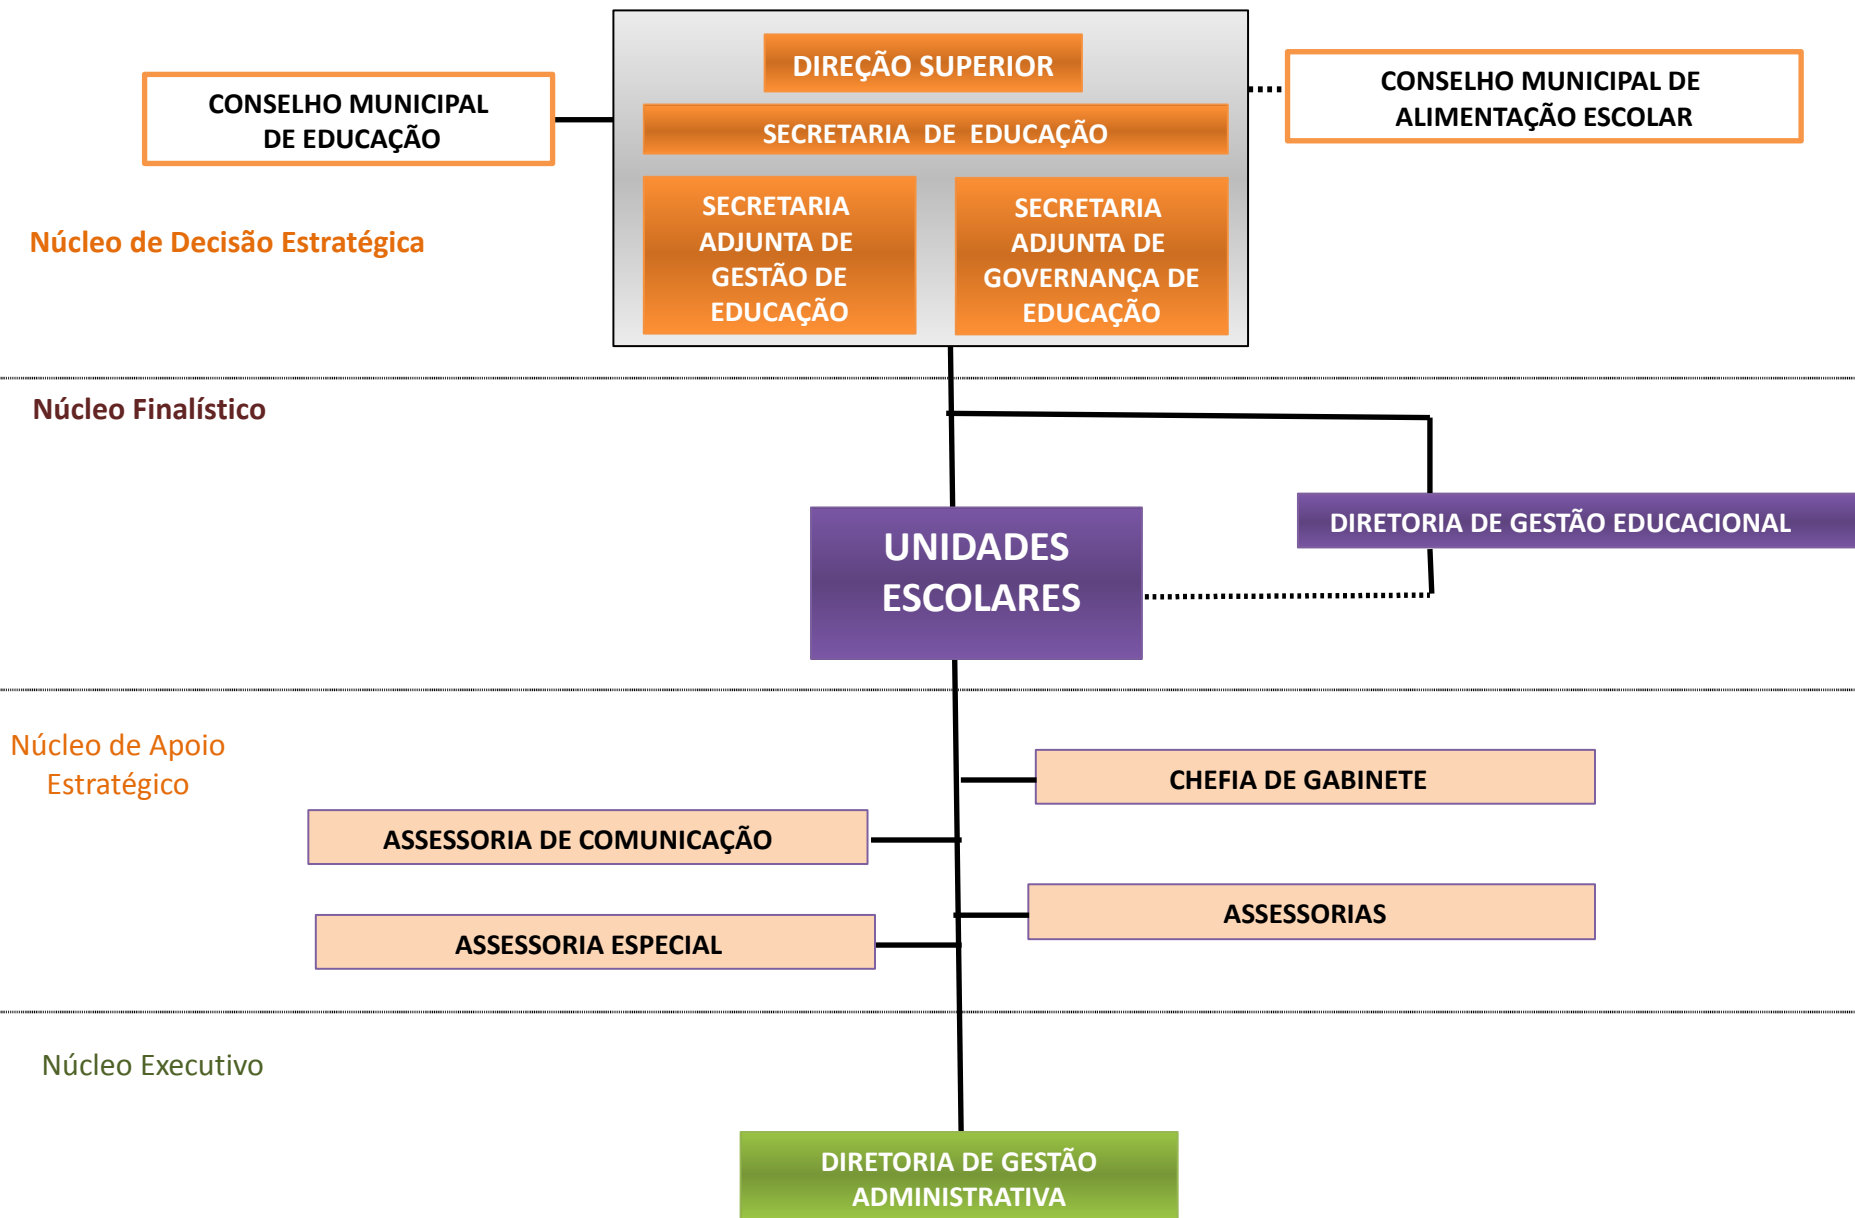 DIREÇÃO SUPERIOR
CONSELHO MUNICIPAL
DE EDUCAÇÃO
CONSELHO MUNICIPAL DE
ALIMENTAÇÃO ESCOLAR
SECRETARIA DE EDUCAÇÃO
SECRETARIA
ADJUNTA DE
GESTÃO DE
EDUCAÇÃO
SECRETARIA
ADJUNTA DE
GOVERNANÇA DE
EDUCAÇÃO
Núcleo de Decisão Estratégica
Núcleo Finalístico
DIRETORIA DE GESTÃO EDUCACIONAL
UNIDADES
ESCOLARES
Núcleo de Apoio
Estratégico
CHEFIA DE GABINETE
ASSESSORIA DE COMUNICAÇÃO
ASSESSORIAS
ASSESSORIA ESPECIAL
Núcleo Executivo
DIRETORIA DE GESTÃO
ADMINISTRATIVA